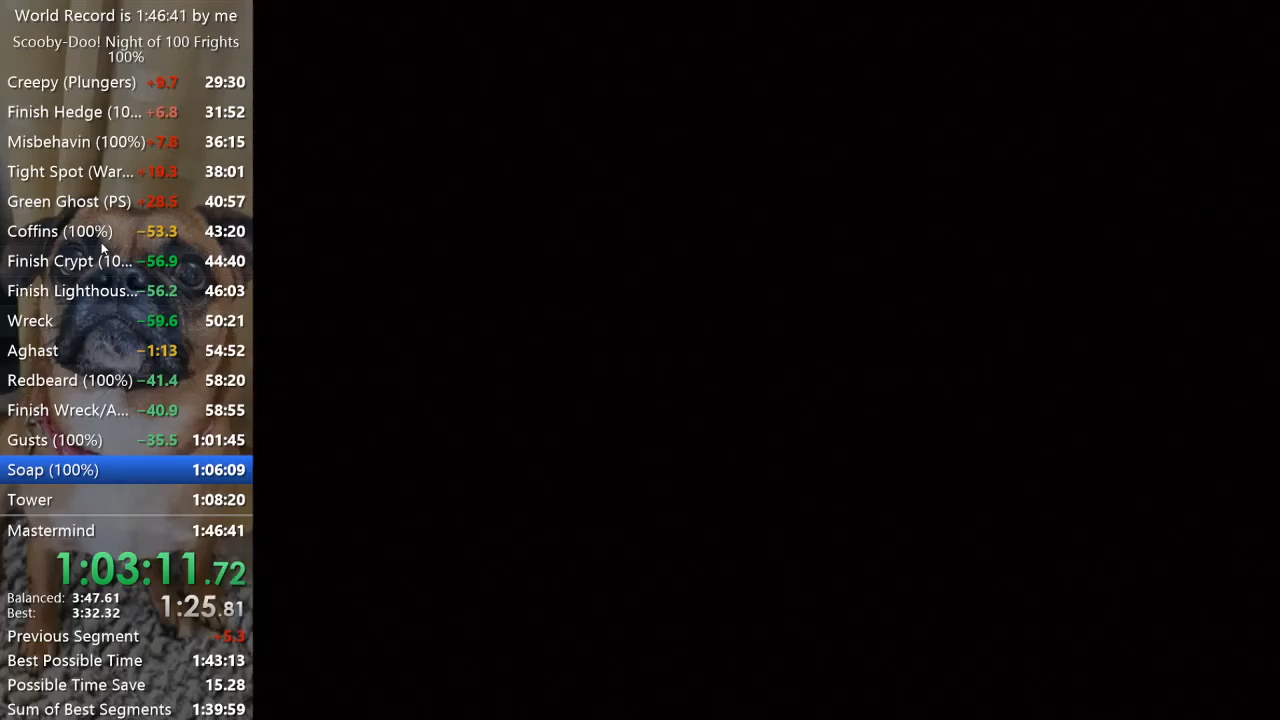 World Record is 1:46:41 by me
Scooby-Doo! Night of 100 Frights
100%
Creepy (Plungers) +9.7 29:30
Finish Hedge (10... +6.8 31:52
Misbehavin (100%) +7.8 36:15
Tight Spot (War... +19.3 38:01
Green Ghost (PS) +28.5 40:57
Coffins (100%) −53.3 43:20
Finish Crypt (10... −56.9 44:40
Finish Lighthous... −56.2 46:03
Wreck −59.6 50:21
Aghast −1:13 54:52
Redbeard (100%) −41.4 58:20
Finish Wreck/A... −40.9 58:55
Gusts (100%) −35.5 1:01:45
Soap (100%) 1:06:09
Tower 1:08:20
Mastermind 1:46:41
1:03:11.72
Balanced: 3:47.61
Best: 3:32.32 1:25.81
Previous Segment +5.3
Best Possible Time 1:43:13
Possible Time Save 15.28
Sum of Best Segments 1:39:59